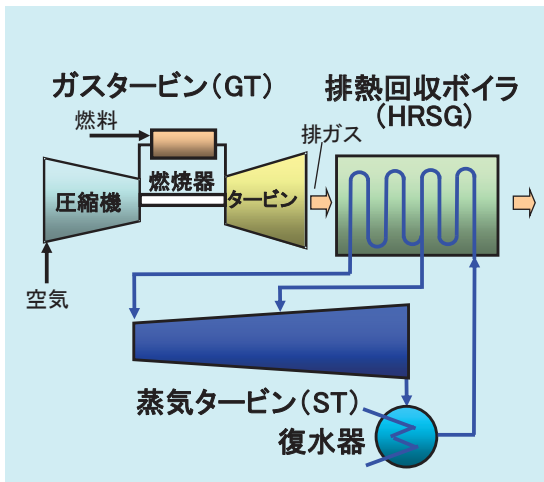 ガスタービン(GT)
排熱回収ボイラ
(HRSG)
燃料
排ガス
燃焼器
圧縮機
タービン
空気
蒸気タービン(ST)
復水器